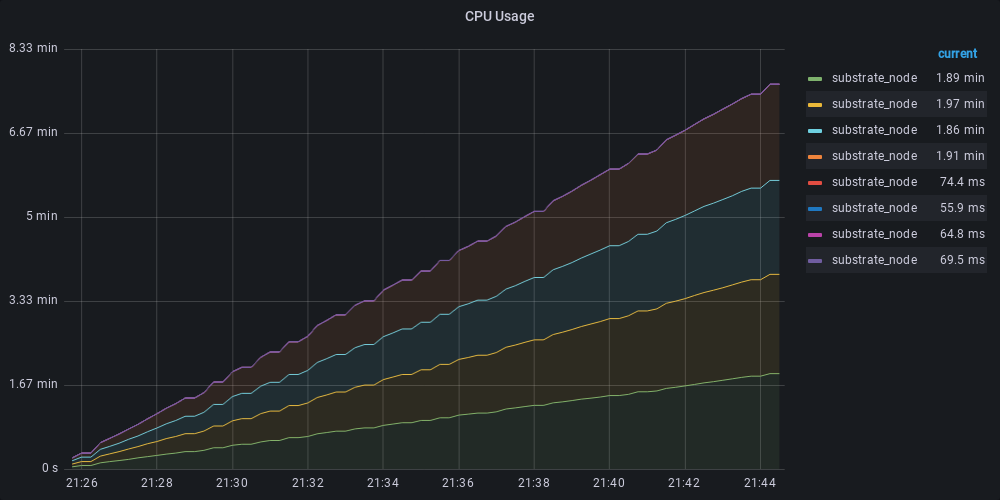 CPU Usage
8.33 min
6.67 min
5 min
3.33 min
1.67 min
0 s
21:26 21:28 21:30 21:32 21:34 21:36 21:38 21:40 21:42 21:44
current
substrate_node 1.89 min
substrate_node 1.97 min
substrate_node 1.86 min
substrate_node 1.91 min
substrate_node 74.4 ms
substrate_node 55.9 ms
substrate_node 64.8 ms
substrate_node 69.5 ms